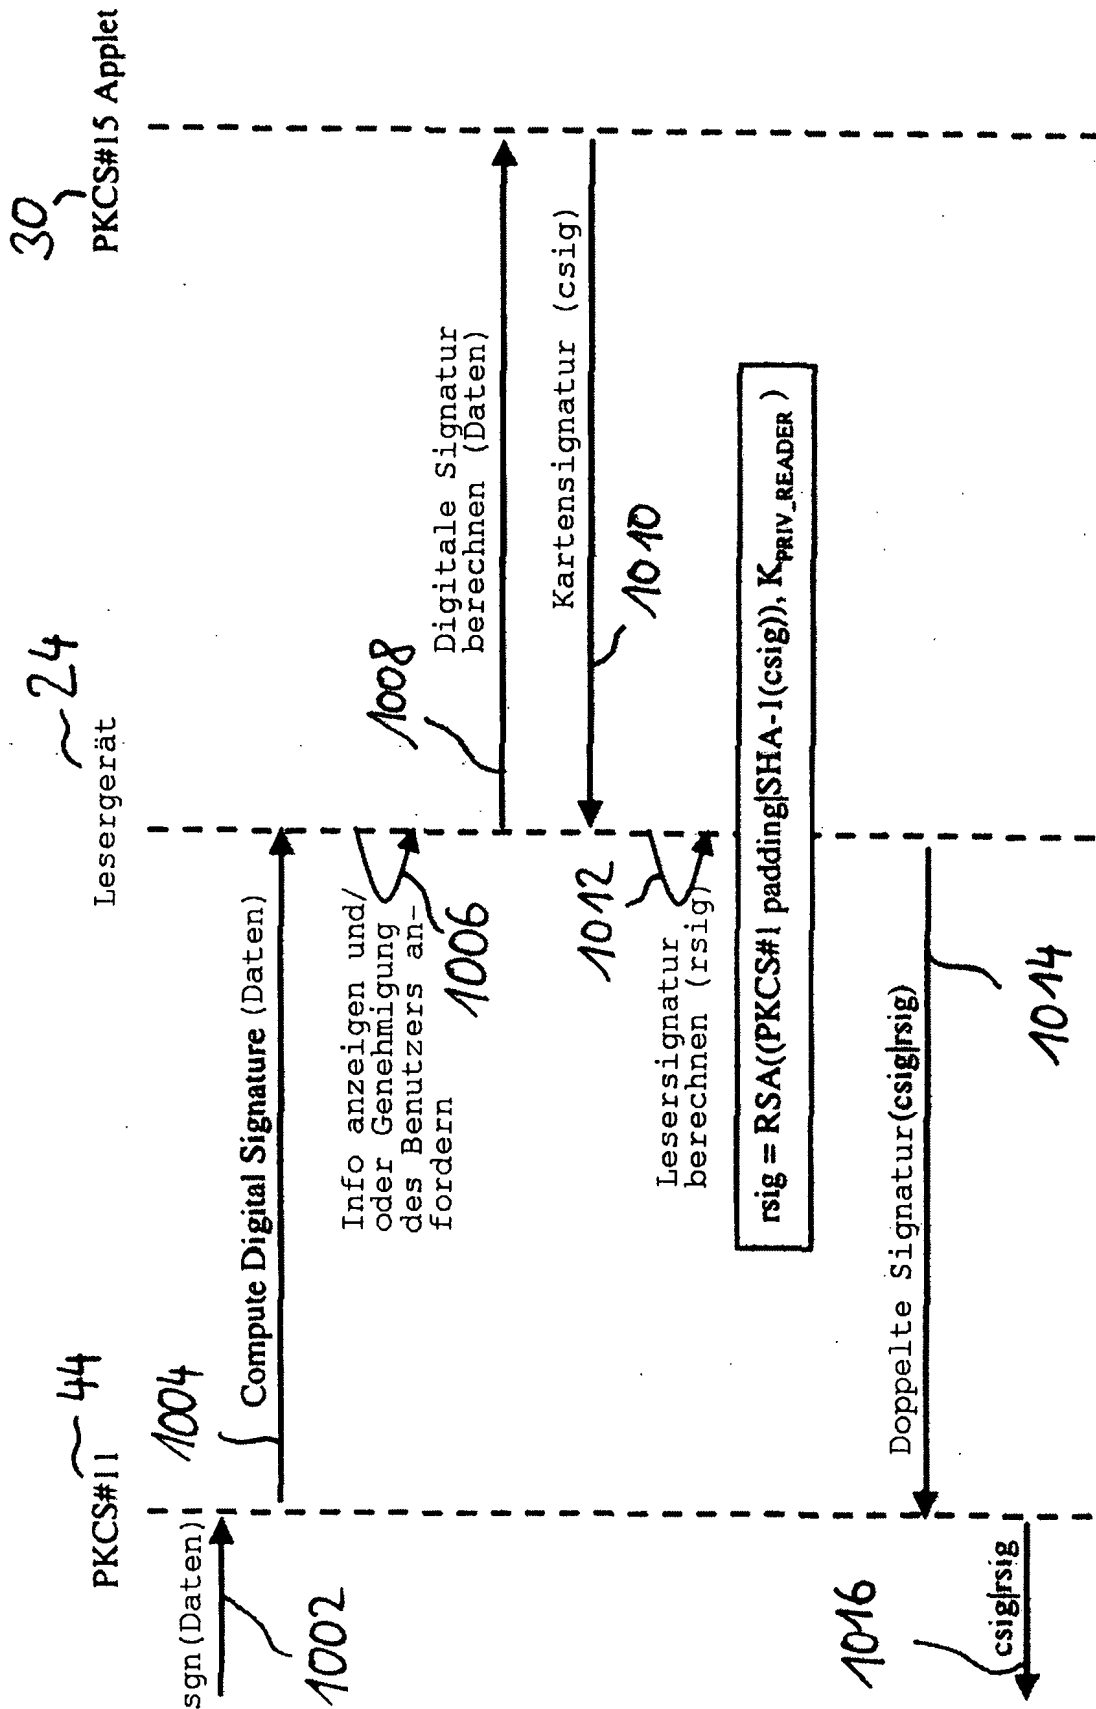 PKCS#11
44
Lesergerät
24
30
PKCS#15 Applet
sgn(Daten)
1002
1004
Compute Digital Signature (Daten)
Info anzeigen und/
oder Genehmigung
des Benutzers an-
fordern
1006
1008
Digitale Signatur
berechnen (Daten)
Kartensignatur (csig)
1010
1012
Lesersignatur
berechnen (rsig)
rsig = RSA((PKCS#1 padding|SHA-1(csig)), KPRIV_READER )
Doppelte Signatur(csig|rsig)
1014
1016
csig|rsig